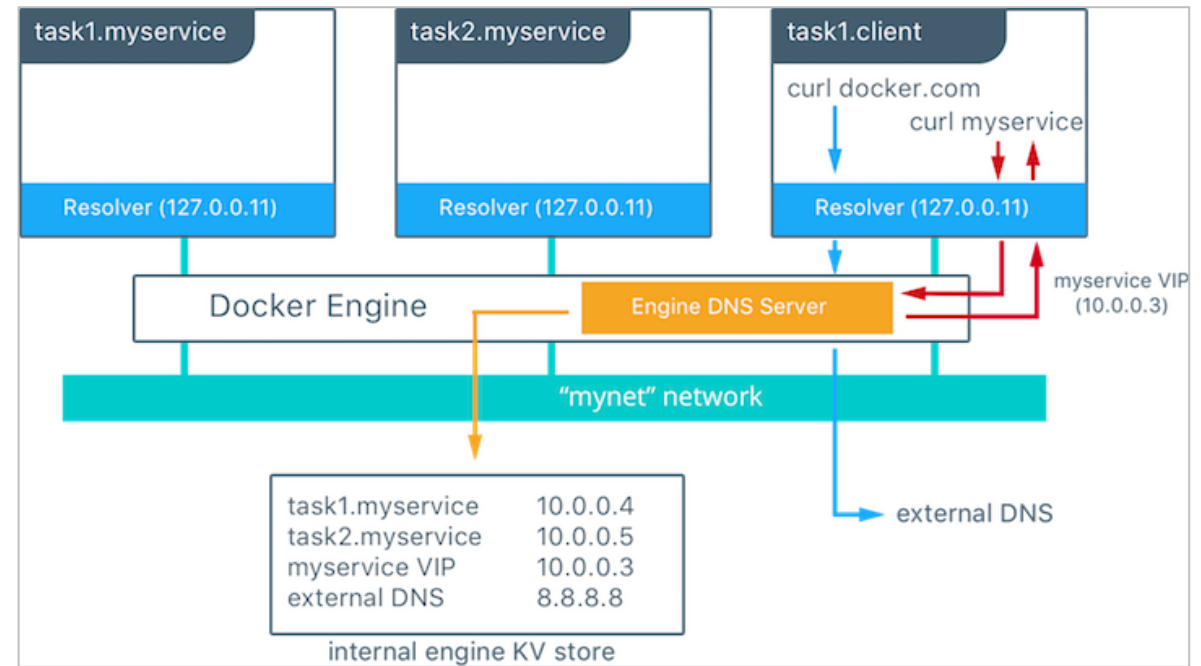 task1.myservice
task2.myservice
task1.client
curl docker.com
curl myservice
Resolver (127.0.0.11)
Resolver (127.0.0.11)
Resolver (127.0.0.11)
myservice VIP
(10.0.0.3)
Docker Engine
Engine DNS Server
“mynet” network
task1.myservice 10.0.0.4
task2.myservice 10.0.0.5
myservice VIP 10.0.0.3
external DNS 8.8.8.8
external DNS
internal engine KV store